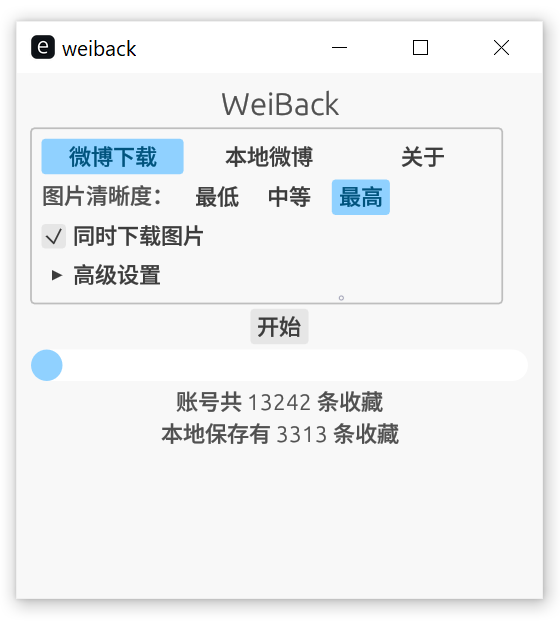 e weiback
WeiBack
微博下载 本地微博 关于
图片清晰度： 最低 中等 最高
同时下载图片
高级设置
开始
账号共 13242 条收藏
本地保存有 3313 条收藏